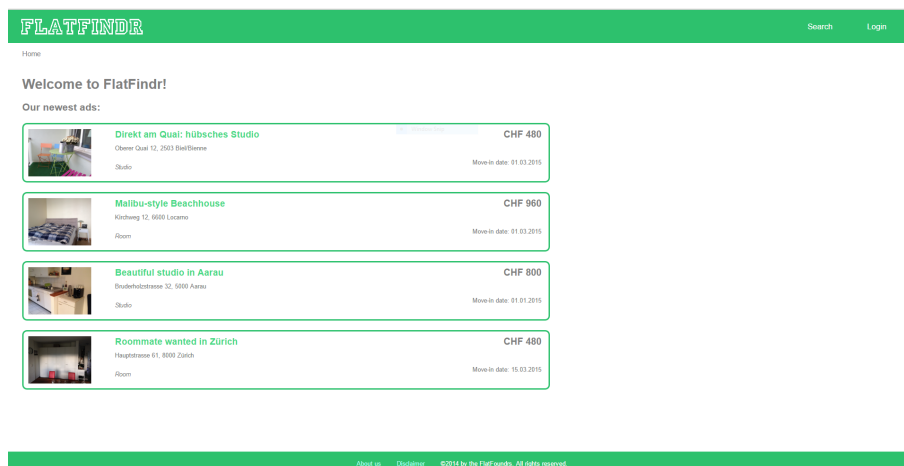 FLATFINDR
Search Login
Home
Welcome to FlatFindr!
Our newest ads:
Direkt am Quai: hübsches Studio CHF 480
Oberer Quai 12, 2503 Biel/Bienne
Studio Move-in date: 01.03.2015
Malibu-style Beachhouse CHF 960
Kirchweg 12, 6600 Locarno
Room Move-in date: 01.03.2015
Beautiful studio in Aarau CHF 800
Bruderholzstrasse 32, 5000 Aarau
Studio Move-in date: 01.01.2015
Roommate wanted in Zürich CHF 480
Hauptstrasse 61, 8000 Zürich
Room Move-in date: 15.03.2015
About us Disclaimer ©2014 by the FlatFoundrs. All rights reserved.